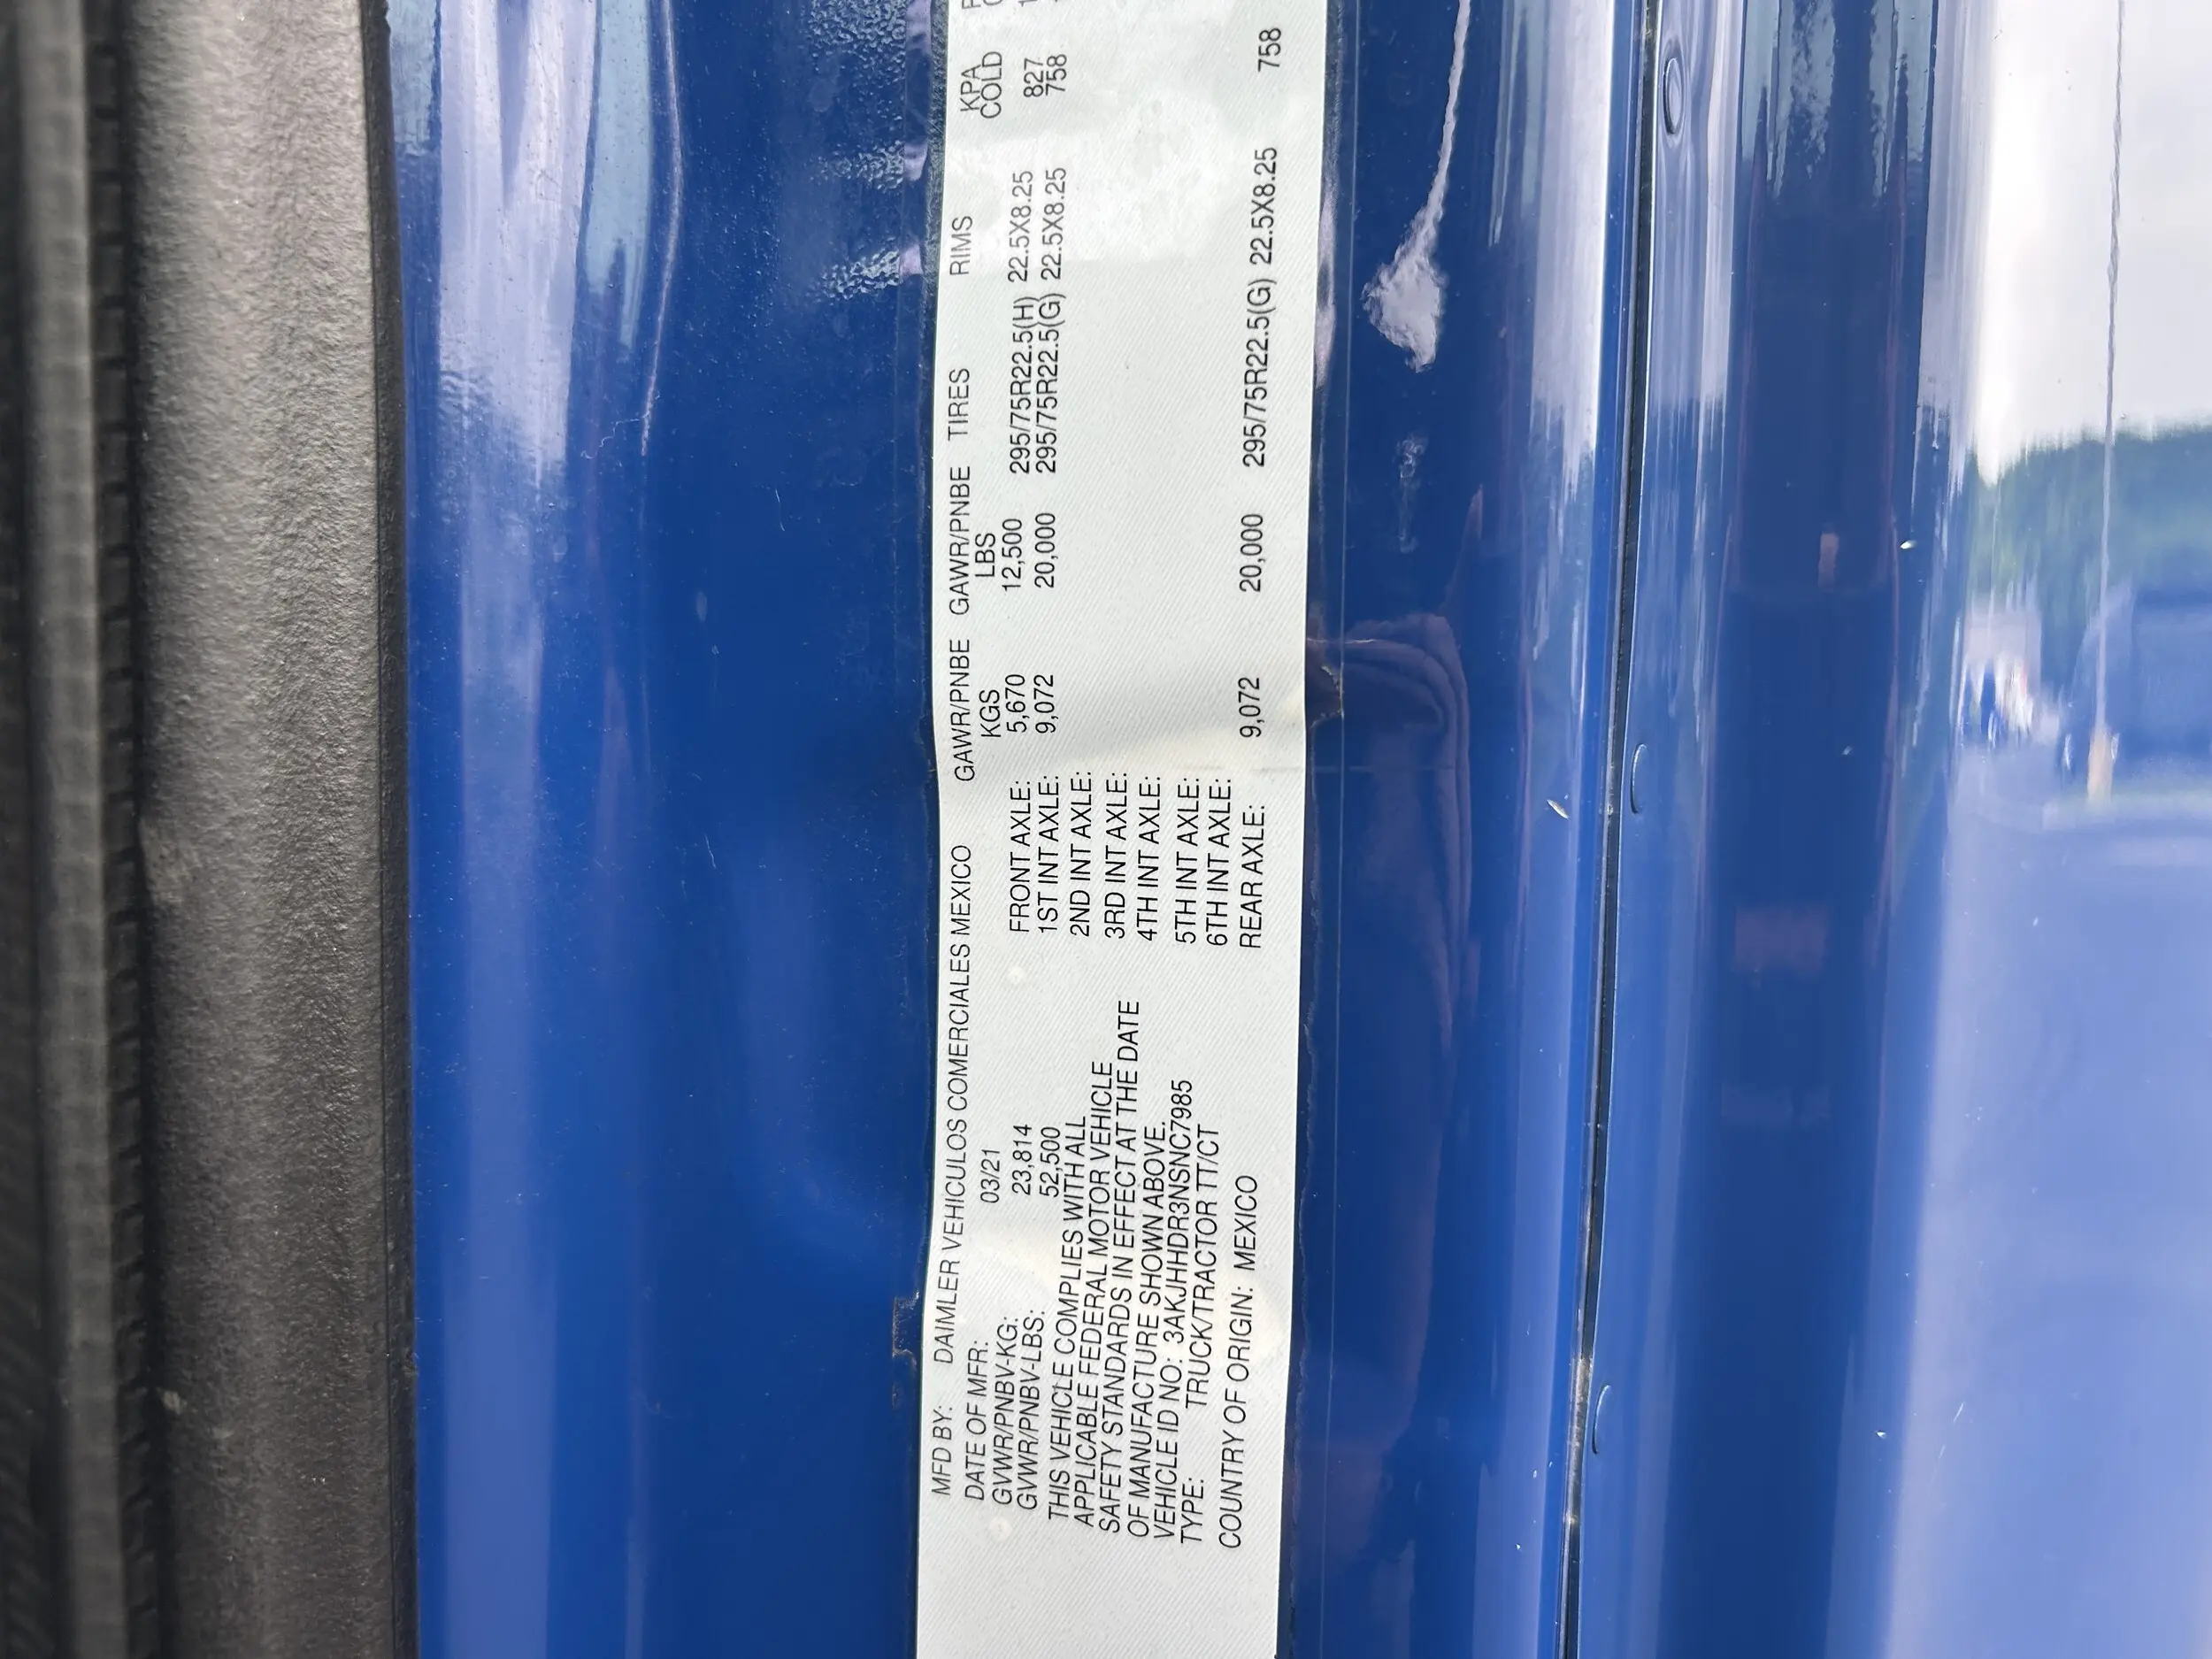 MFD BY: DAIMLER VEHICULOS COMERCIALES MEXICO
DATE OF MFR: 03/21
GVWR/PNBV-KG: 23,814
GVWR/PNBV-LBS: 52,500
THIS VEHICLE COMPLIES WITH ALL
APPLICABLE FEDERAL MOTOR VEHICLE
SAFETY STANDARDS IN EFFECT AT THE DATE
OF MANUFACTURE SHOWN ABOVE.
VEHICLE ID NO: 3AKJHHDR3NSNC7985
TYPE: TRUCK/TRACTOR TT/CT
COUNTRY OF ORIGIN: MEXICO
GAWR/PNBE GAWR/PNBE TIRES RIMS KPA
KGS LBS COLD
FRONT AXLE: 5,670 12,500 295/75R22.5(H) 22.5X8.25 827
1ST INT AXLE: 9,072 20,000 295/75R22.5(G) 22.5X8.25 758
2ND INT AXLE:
3RD INT AXLE:
4TH INT AXLE:
5TH INT AXLE:
6TH INT AXLE:
REAR AXLE: 9,072 20,000 295/75R22.5(G) 22.5X8.25 758